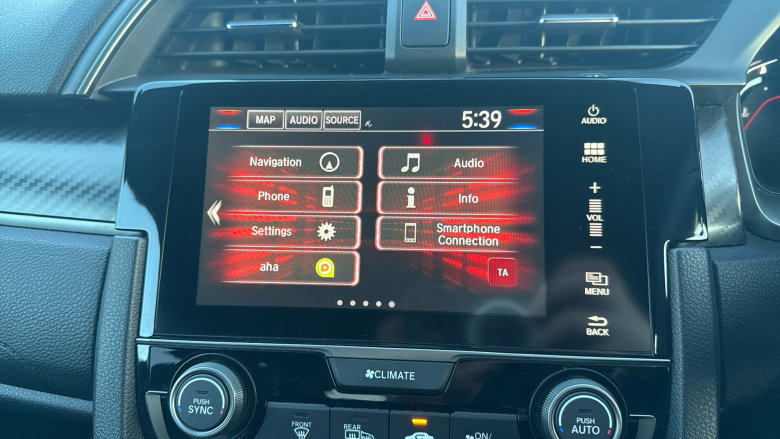 MAP AUDIO SOURCE 5:39
AUDIO
HOME
Navigation
Audio
Phone
Info
Settings
Smartphone
Connection
aha
TA
+
VOL
−
MENU
BACK
CLIMATE
PUSH
SYNC
FRONT
REAR
ON/
PUSH
AUTO